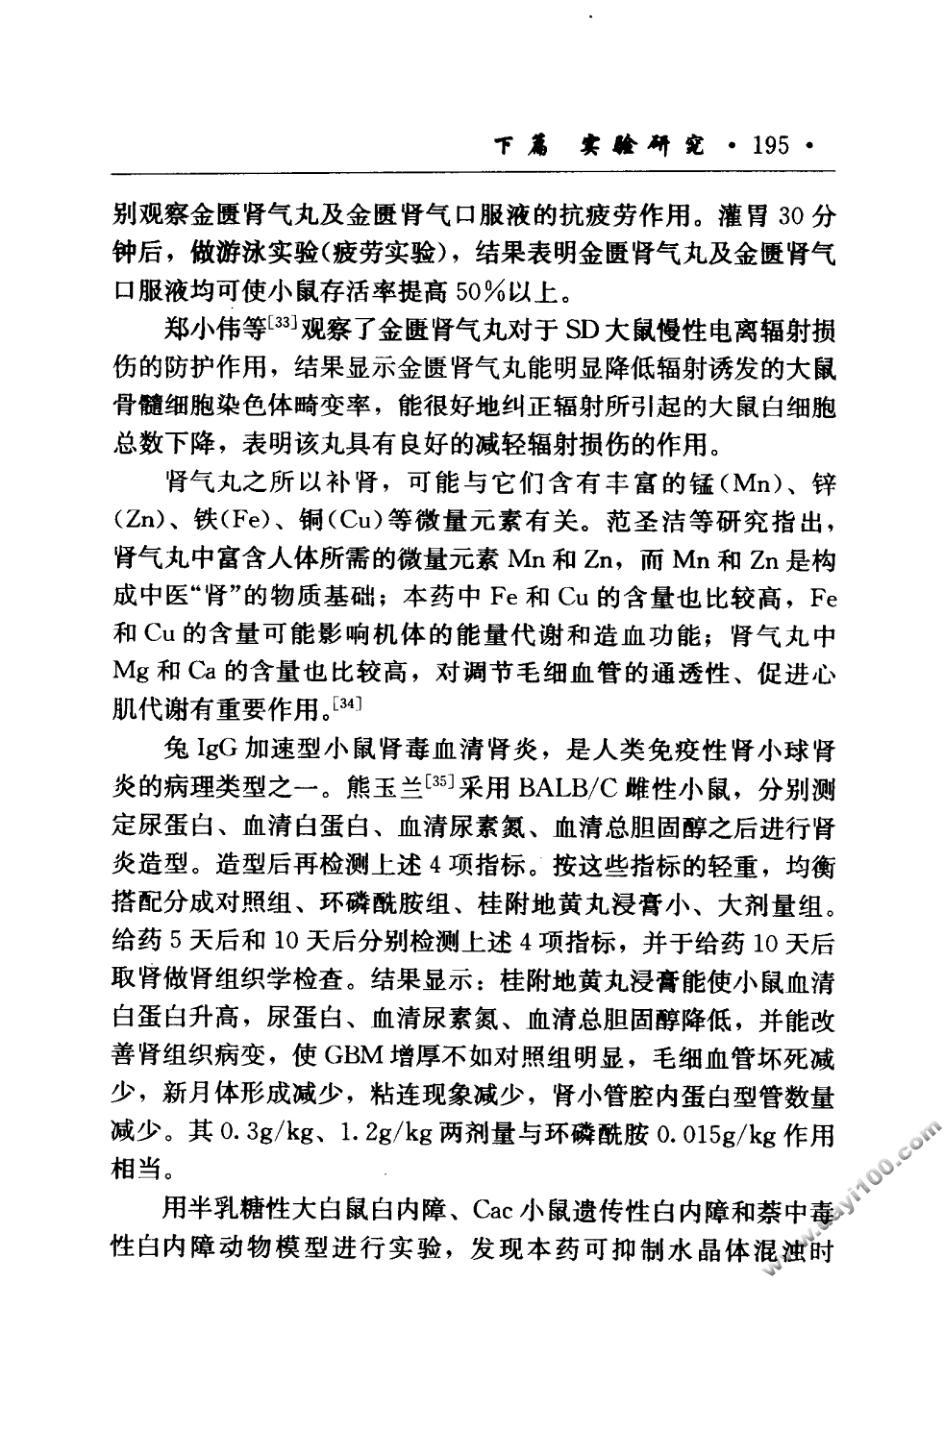 下篇 实验研究 · 195 ·
别观察金匮肾气丸及金匮肾气口服液的抗疲劳作用。灌胃 30 分
钟后，做游泳实验(疲劳实验)，结果表明金匮肾气丸及金匮肾气
口服液均可使小鼠存活率提高 50%以上。
郑小伟等[33]观察了金匮肾气丸对于 SD 大鼠慢性电离辐射损
伤的防护作用，结果显示金匮肾气丸能明显降低辐射诱发的大鼠
骨髓细胞染色体畸变率，能很好地纠正辐射所引起的大鼠白细胞
总数下降，表明该丸具有良好的减轻辐射损伤的作用。
肾气丸之所以补肾，可能与它们含有丰富的锰(Mn)、锌
(Zn)、铁(Fe)、铜(Cu)等微量元素有关。范圣洁等研究指出，
肾气丸中富含人体所需的微量元素 Mn 和 Zn，而 Mn 和 Zn 是构
成中医“肾”的物质基础；本药中 Fe 和 Cu 的含量也比较高，Fe
和 Cu 的含量可能影响机体的能量代谢和造血功能；肾气丸中
Mg 和 Ca 的含量也比较高，对调节毛细血管的通透性、促进心
肌代谢有重要作用。[34]
兔 IgG 加速型小鼠肾毒血清肾炎，是人类免疫性肾小球肾
炎的病理类型之一。熊玉兰[35]采用 BALB/C 雌性小鼠，分别测
定尿蛋白、血清白蛋白、血清尿素氮、血清总胆固醇之后进行肾
炎造型。造型后再检测上述 4 项指标。按这些指标的轻重，均衡
搭配分成对照组、环磷酰胺组、桂附地黄丸浸膏小、大剂量组。
给药 5 天后和 10 天后分别检测上述 4 项指标，并于给药 10 天后
取肾做肾组织学检查。结果显示：桂附地黄丸浸膏能使小鼠血清
白蛋白升高，尿蛋白、血清尿素氮、血清总胆固醇降低，并能改
善肾组织病变，使 GBM 增厚不如对照组明显，毛细血管坏死减
少，新月体形成减少，粘连现象减少，肾小管腔内蛋白型管数量
减少。其 0.3g/kg、1.2g/kg 两剂量与环磷酰胺 0.015g/kg 作用
相当。
用半乳糖性大白鼠白内障、Cac 小鼠遗传性白内障和萘中毒
性白内障动物模型进行实验，发现本药可抑制水晶体混浊时
www.dayi100.com